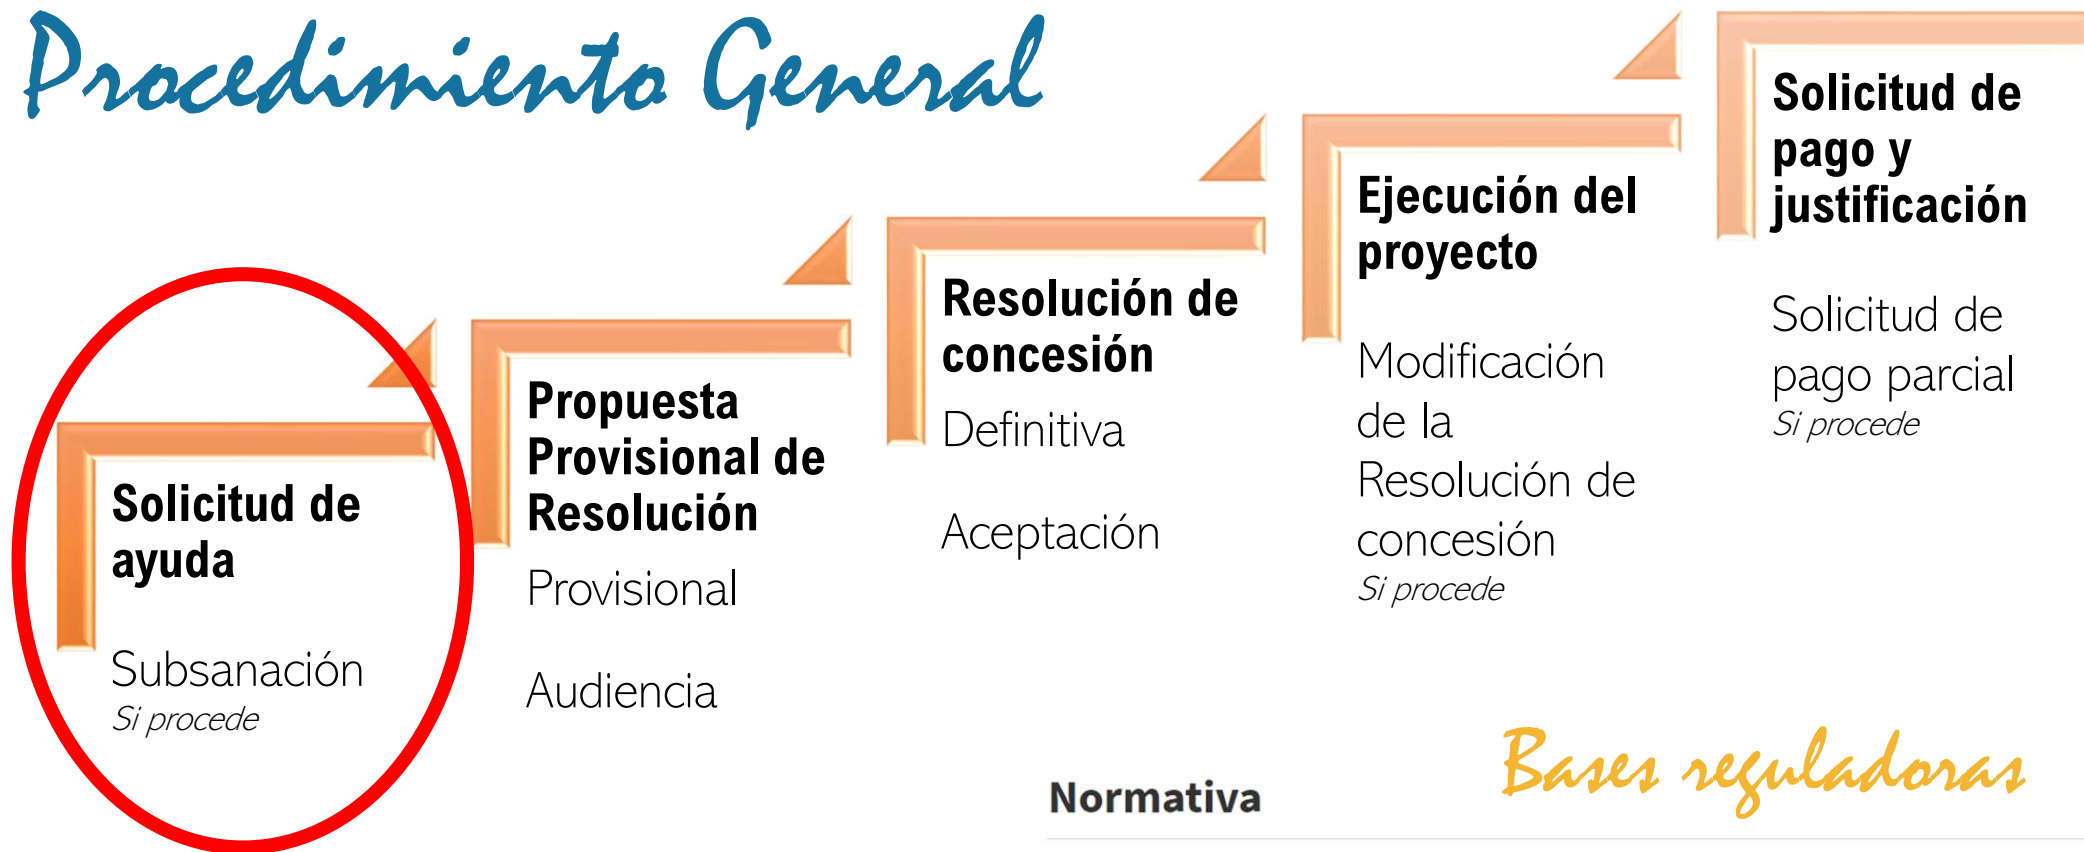 Procedimiento General
Solicitud de
ayuda
Subsanación
Si procede
Propuesta
Provisional de
Resolución
Provisional
Audiencia
Resolución de
concesión
Definitiva
Aceptación
Ejecución del
proyecto
Modificación
de la
Resolución de
concesión
Si procede
Solicitud de
pago y
justificación
Solicitud de
pago parcial
Si procede
Bases reguladoras
Normativa